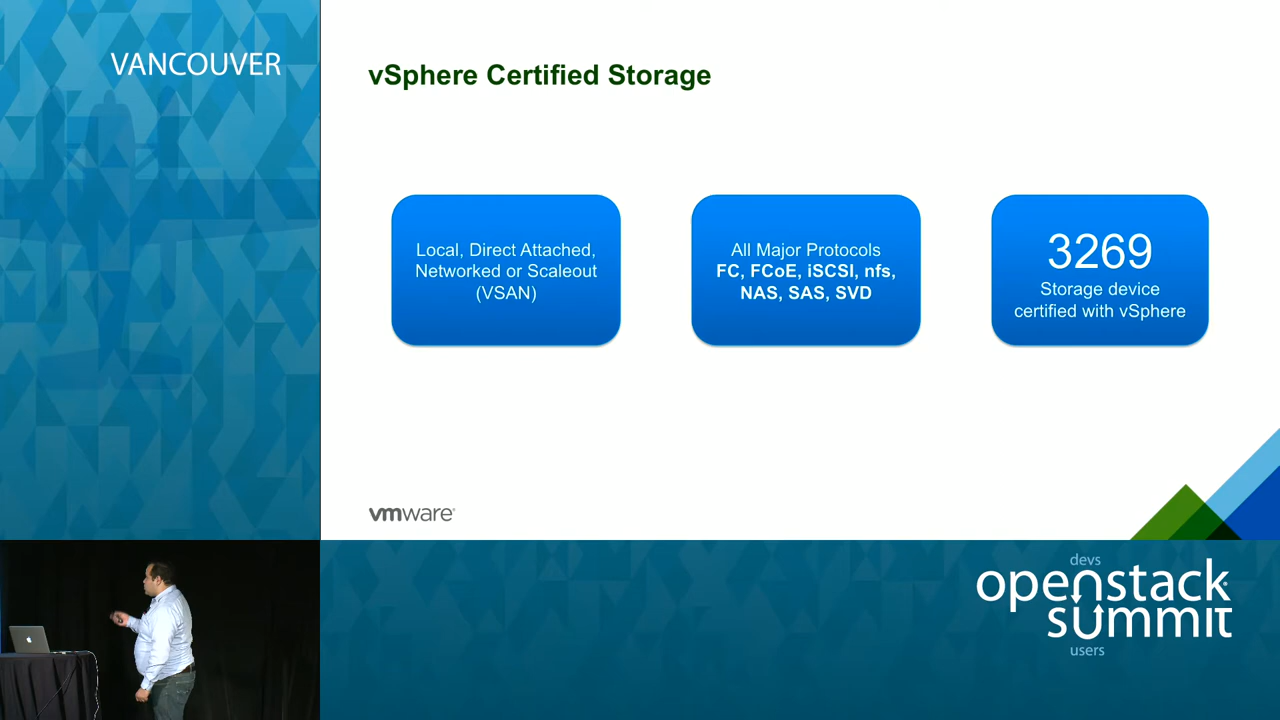 VANCOUVER
vSphere Certified Storage
Local, Direct Attached,
Networked or Scaleout
(VSAN)
All Major Protocols
FC, FCoE, iSCSI, nfs,
NAS, SAS, SVD
3269
Storage device
certified with vSphere
vmware
devs
openstack
summit
users